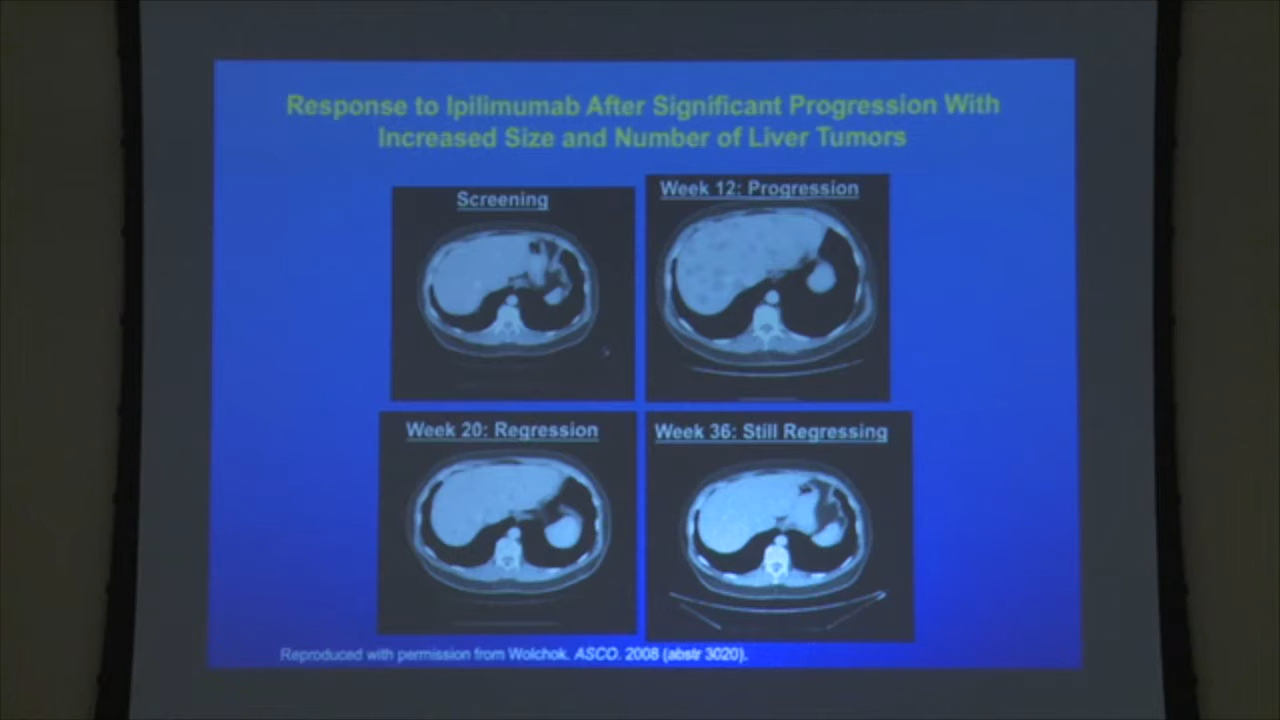 Response to Ipilimumab After Significant Progression With
Increased Size and Number of Liver Tumors
Screening
Week 12: Progression
Week 20: Regression
Week 36: Still Regressing
Reproduced with permission from Wolchok. ASCO. 2008 (abstr 3020).